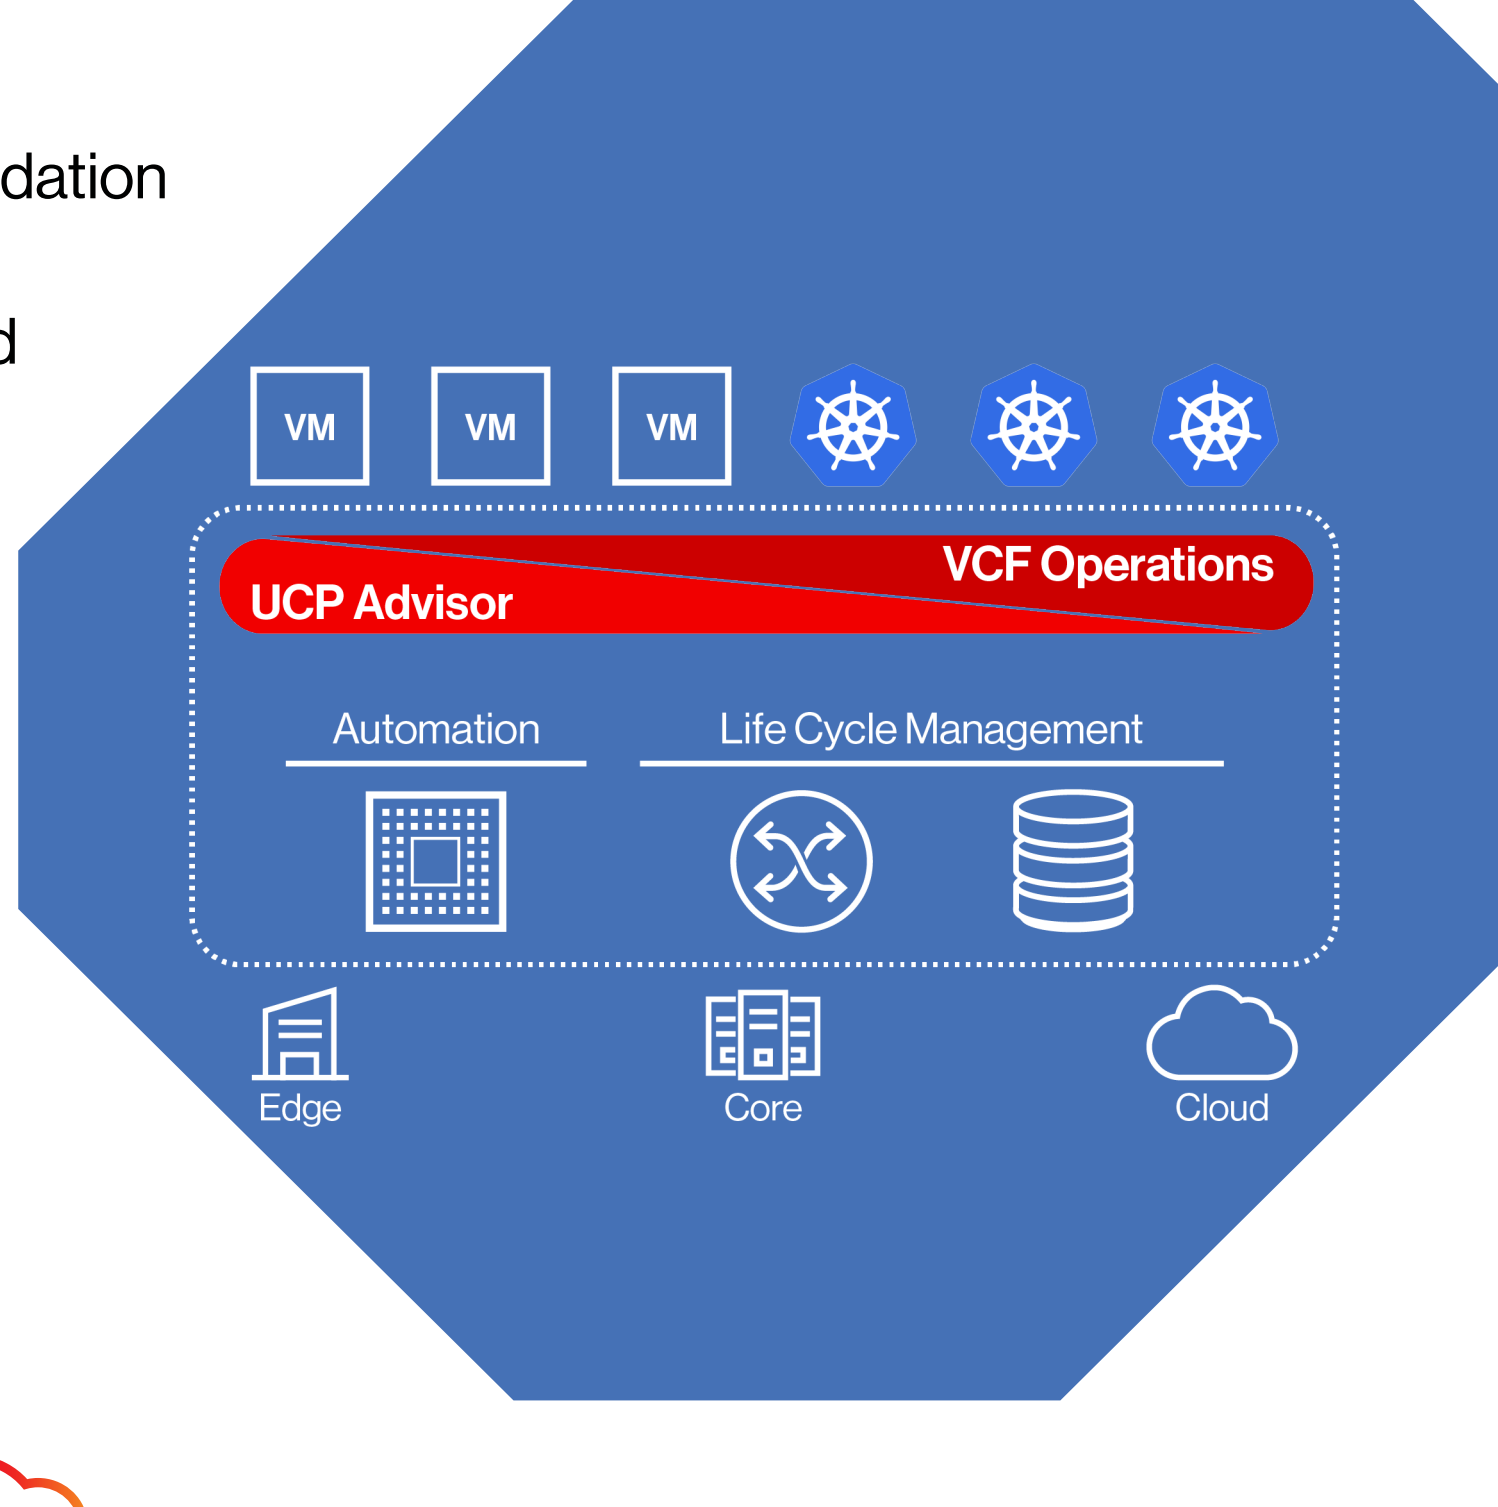 dation
d
VM VM VM
VCF Operations
UCP Advisor
Automation Life Cycle Management
Edge Core Cloud